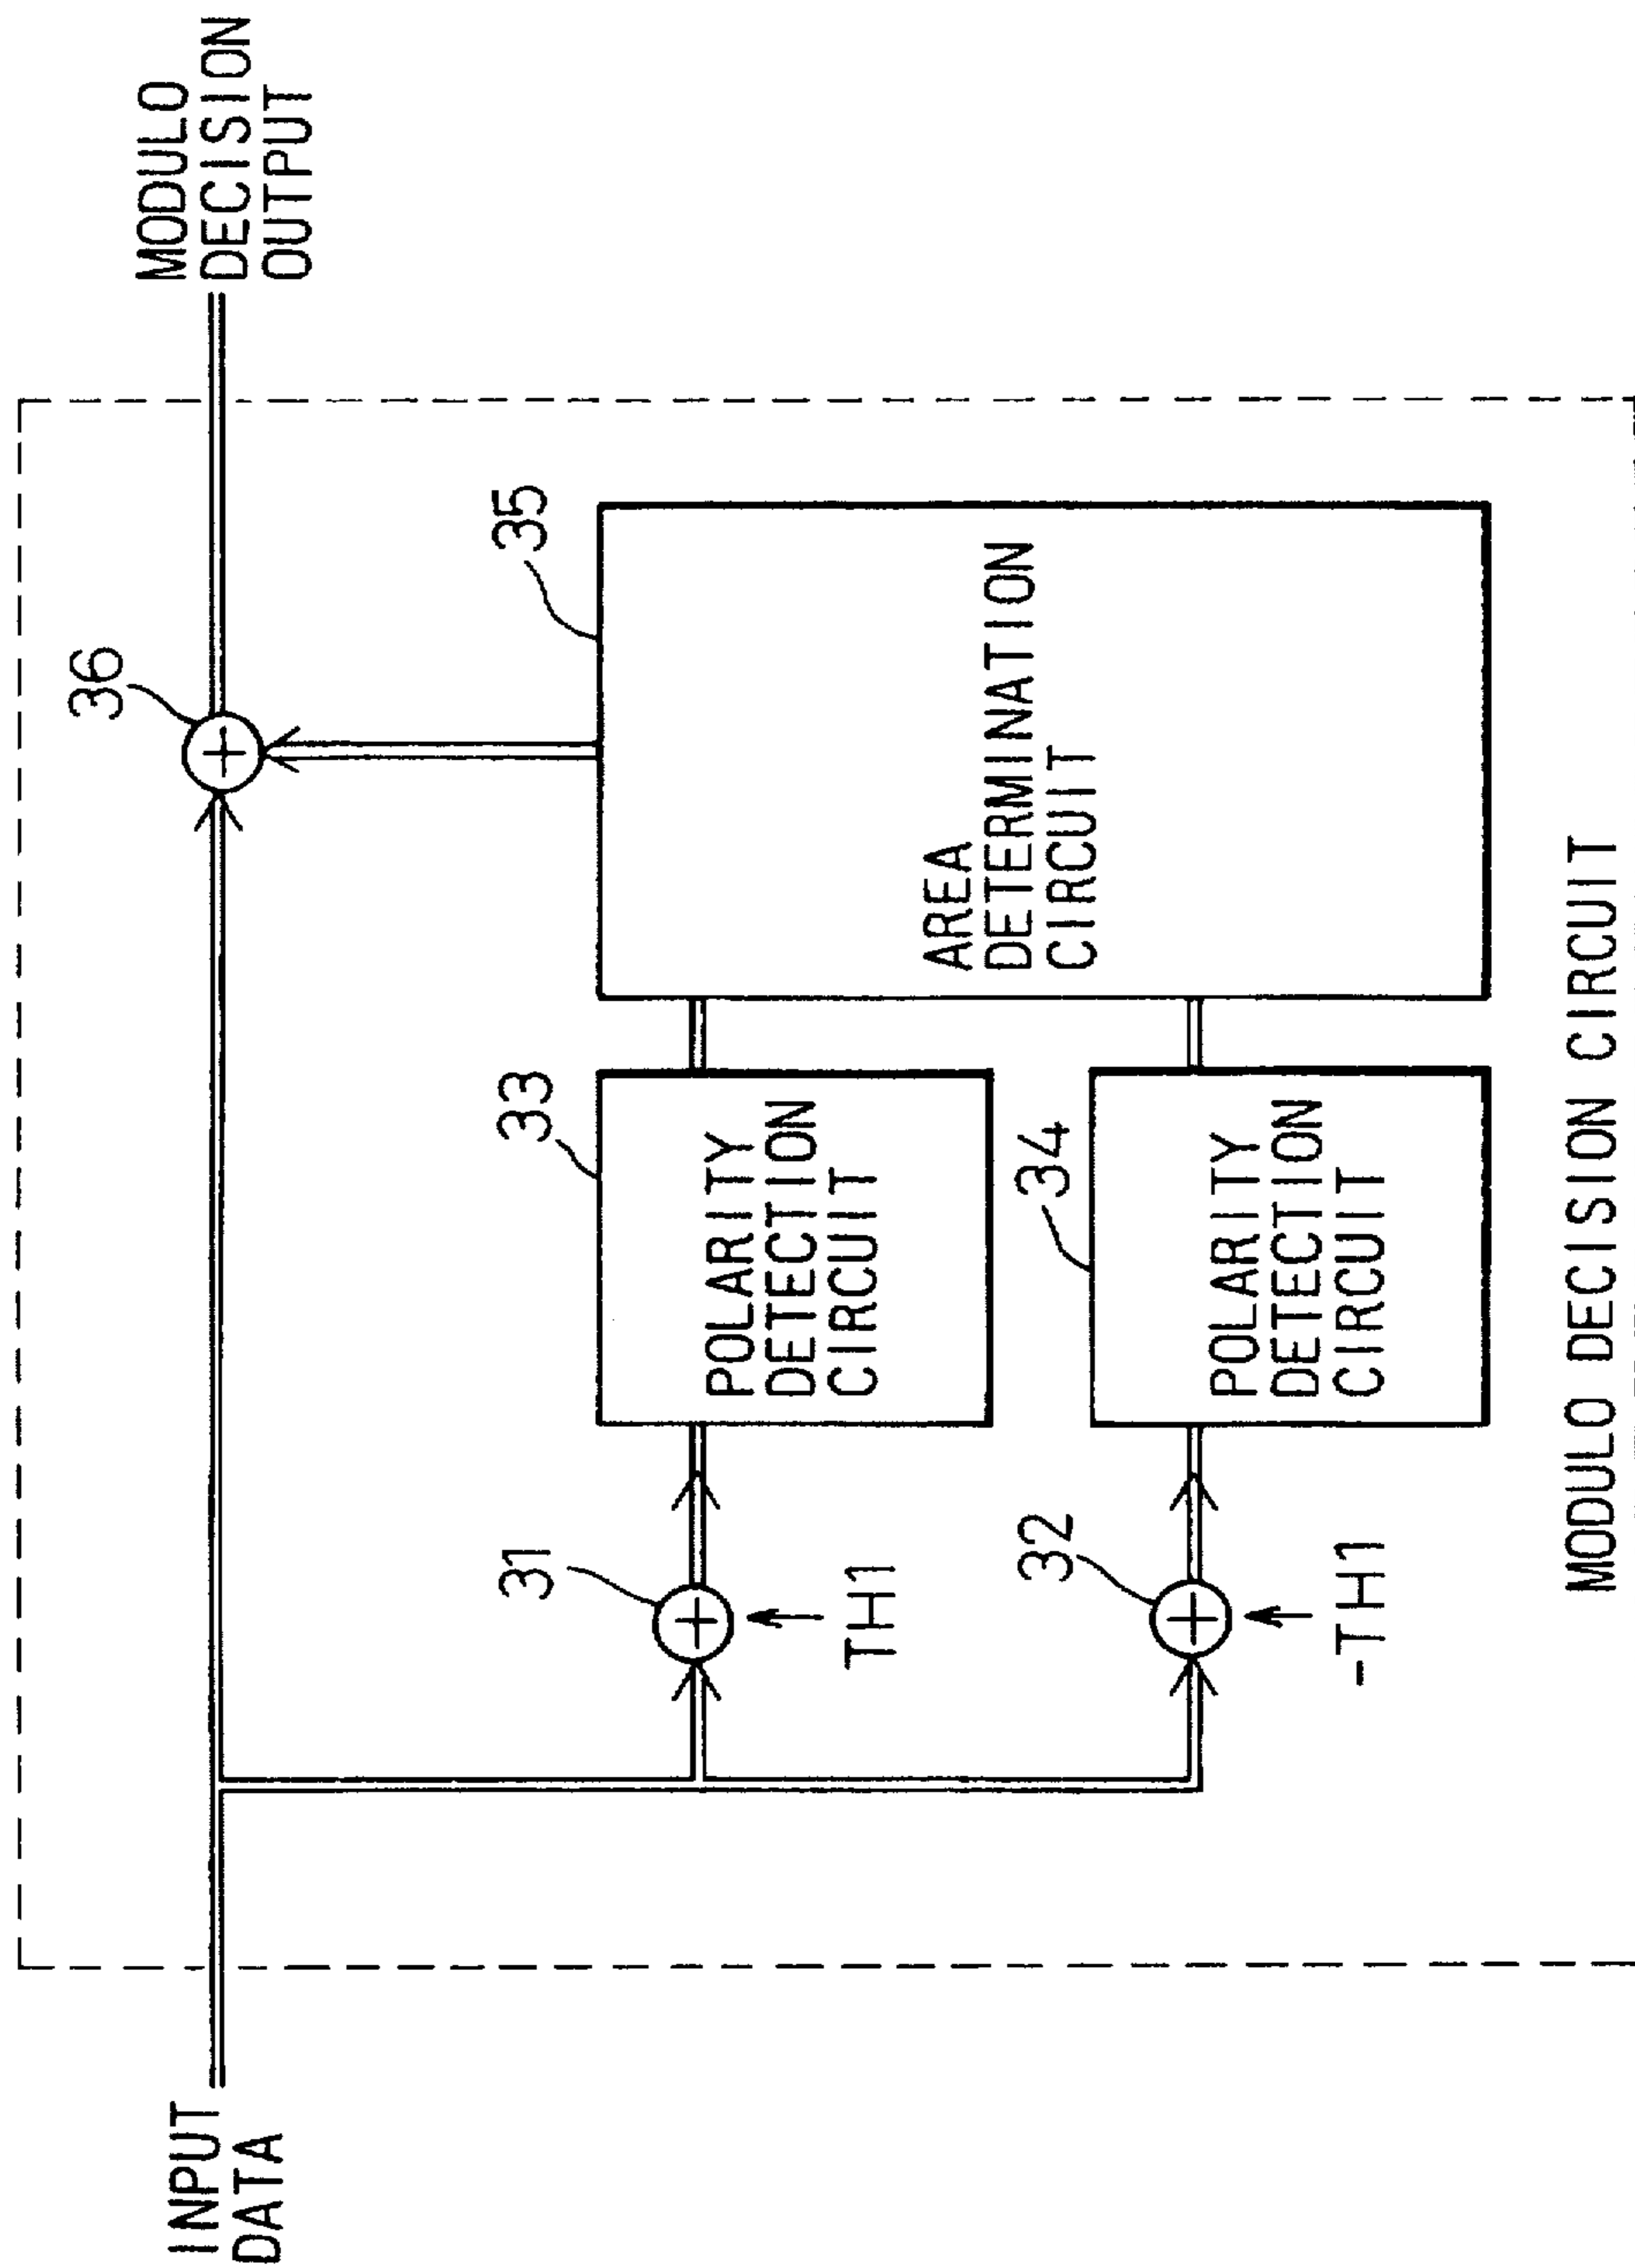 INPUT
DATA
MODULO
DECISION
OUTPUT
36
35
AREA
DETERMINATION
CIRCUIT
33
POLARITY
DETECTION
CIRCUIT
34
POLARITY
DETECTION
CIRCUIT
31
TH1
32
-TH1
MODULO DECISION CIRCUIT